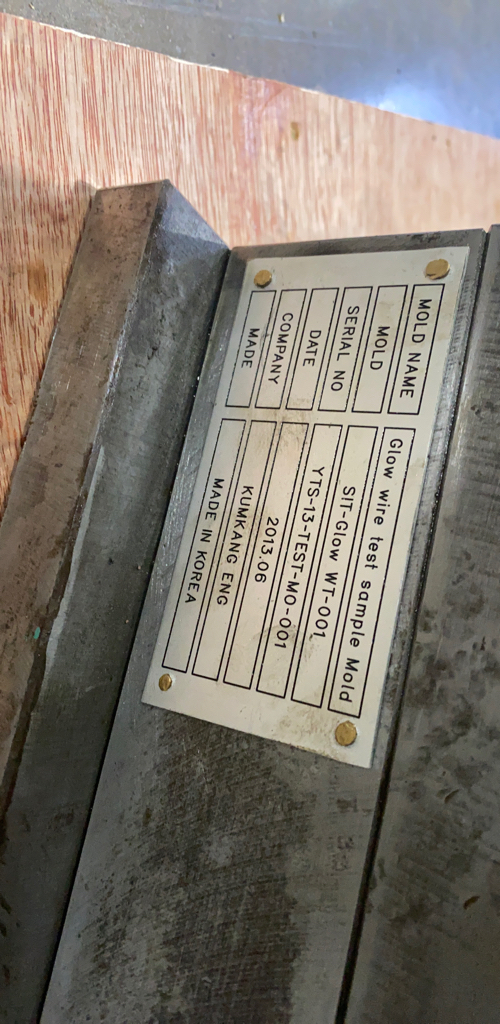 MOLD NAME Glow wire test sample Mold
MOLD SIT-Glow WT-001
SERIAL NO YTS-13-TEST-MO-001
DATE 2013.06
COMPANY KUMKANG ENG
MADE MADE IN KOREA